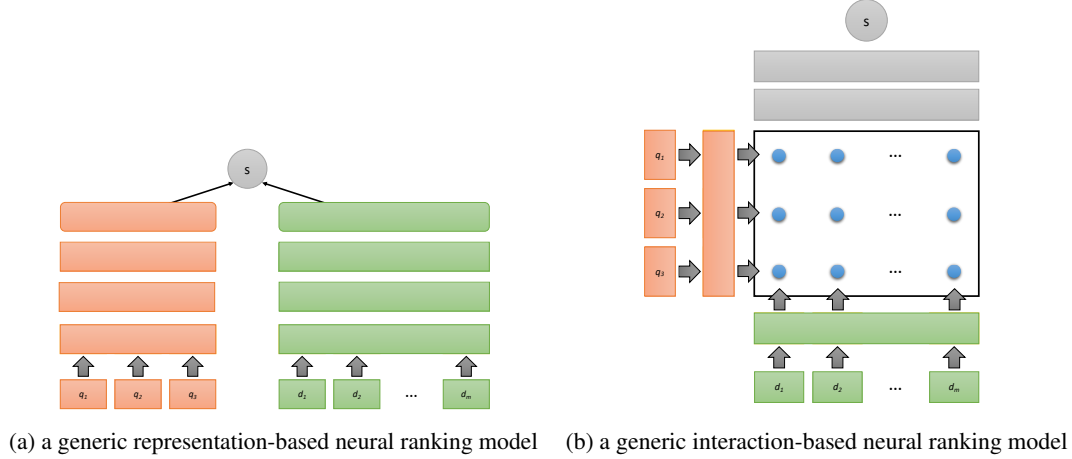 s
q1 q2 q3 d1 d2 ... dm
(a) a generic representation-based neural ranking model
s
q1 ...
q2 ...
q3 ...
d1 d2 ... dm
(b) a generic interaction-based neural ranking model